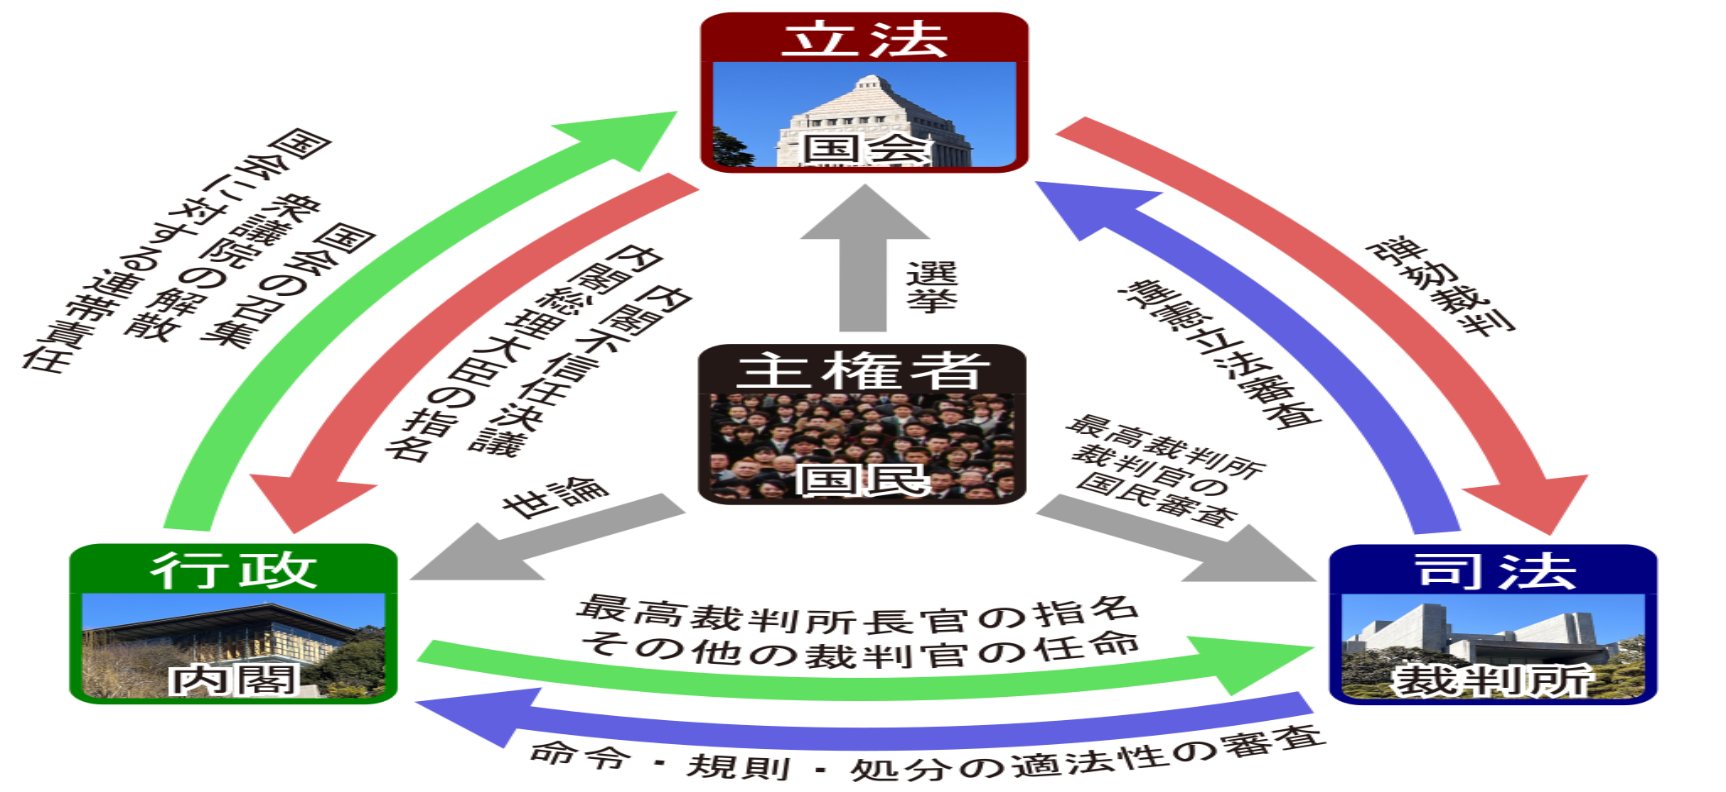 立法
国会
国会の召集
衆議院の解散
国会に対する連帯責任
内閣不信任決議
内閣総理大臣の指名
選挙
弾劾裁判
違憲立法審査
主権者
国民
世論
最高裁判所
裁判官の
国民審査
行政
内閣
司法
裁判所
最高裁判所長官の指名
その他の裁判官の任命
命令・規則・処分の適法性の審査